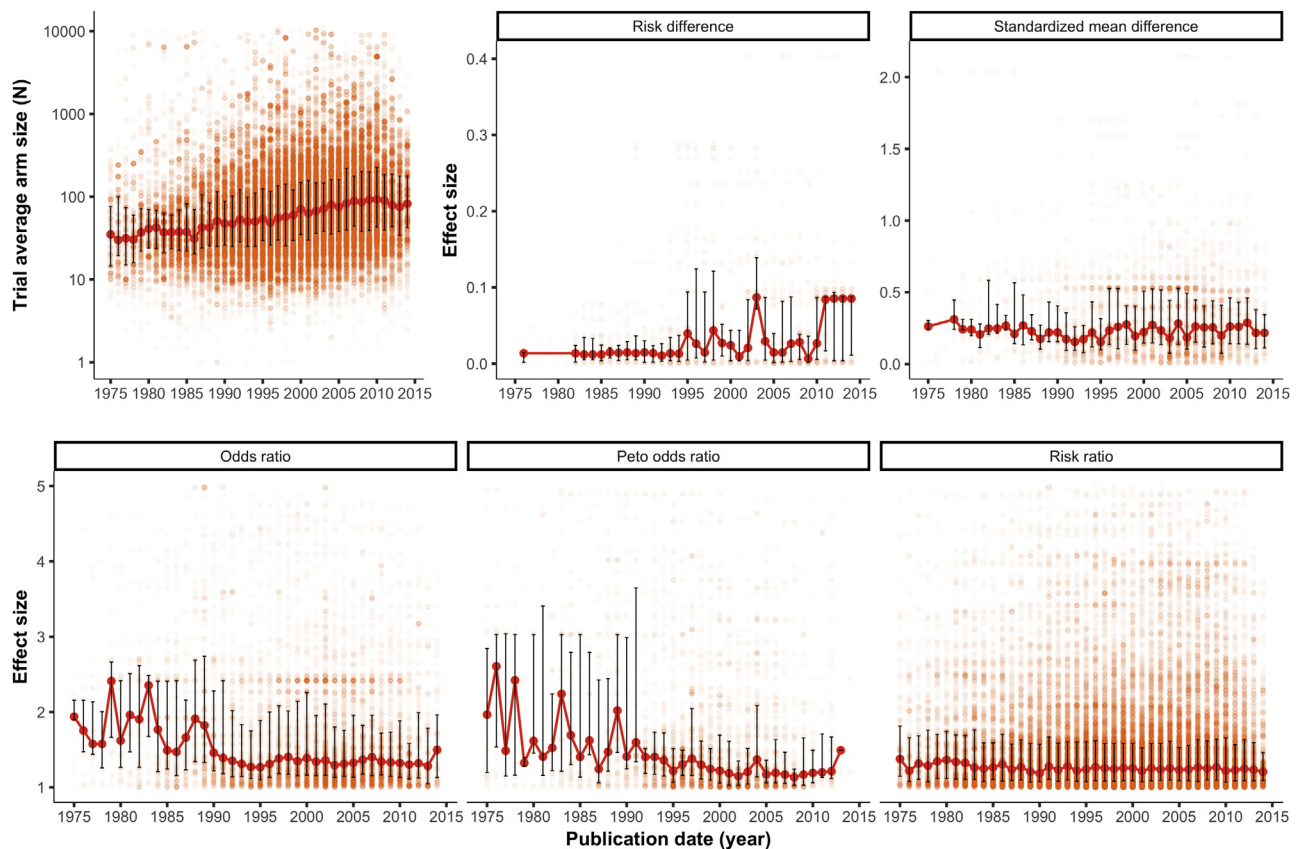 Risk difference
Standardized mean difference
Trial average arm size (N)
10000
1000
100
10
1
1975 1980 1985 1990 1995 2000 2005 2010 2015
Effect size
0.4
0.3
0.2
0.1
0.0
1975 1980 1985 1990 1995 2000 2005 2010 2015
2.0
1.5
1.0
0.5
0.0
1975 1980 1985 1990 1995 2000 2005 2010 2015
Odds ratio
Peto odds ratio
Risk ratio
Effect size
5
4
3
2
1
1975 1980 1985 1990 1995 2000 2005 2010 2015
1975 1980 1985 1990 1995 2000 2005 2010 2015
1975 1980 1985 1990 1995 2000 2005 2010 2015
Publication date (year)